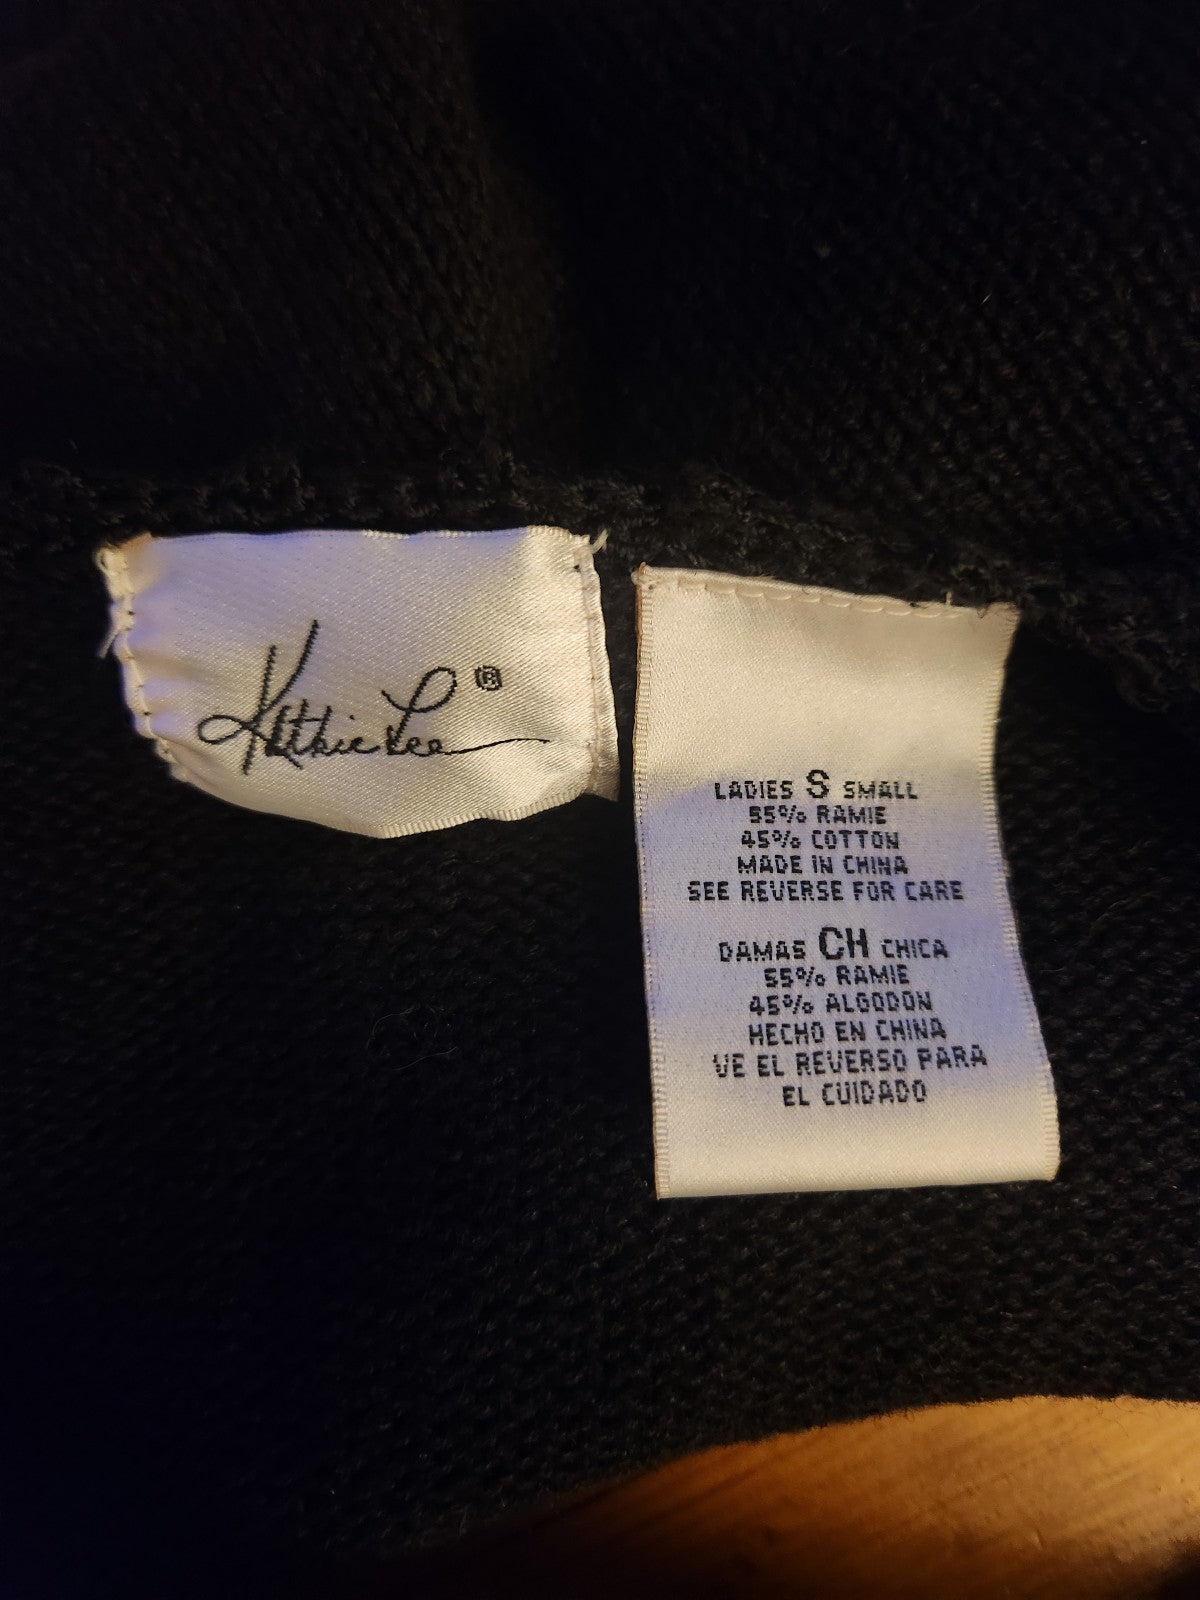 Kathie Lee ®
LADIES S SMALL
55% RAMIE
45% COTTON
MADE IN CHINA
SEE REVERSE FOR CARE
DAMAS CH CHICA
55% RAMIE
45% ALGODON
HECHO EN CHINA
VE EL REVERSO PARA
EL CUIDADO